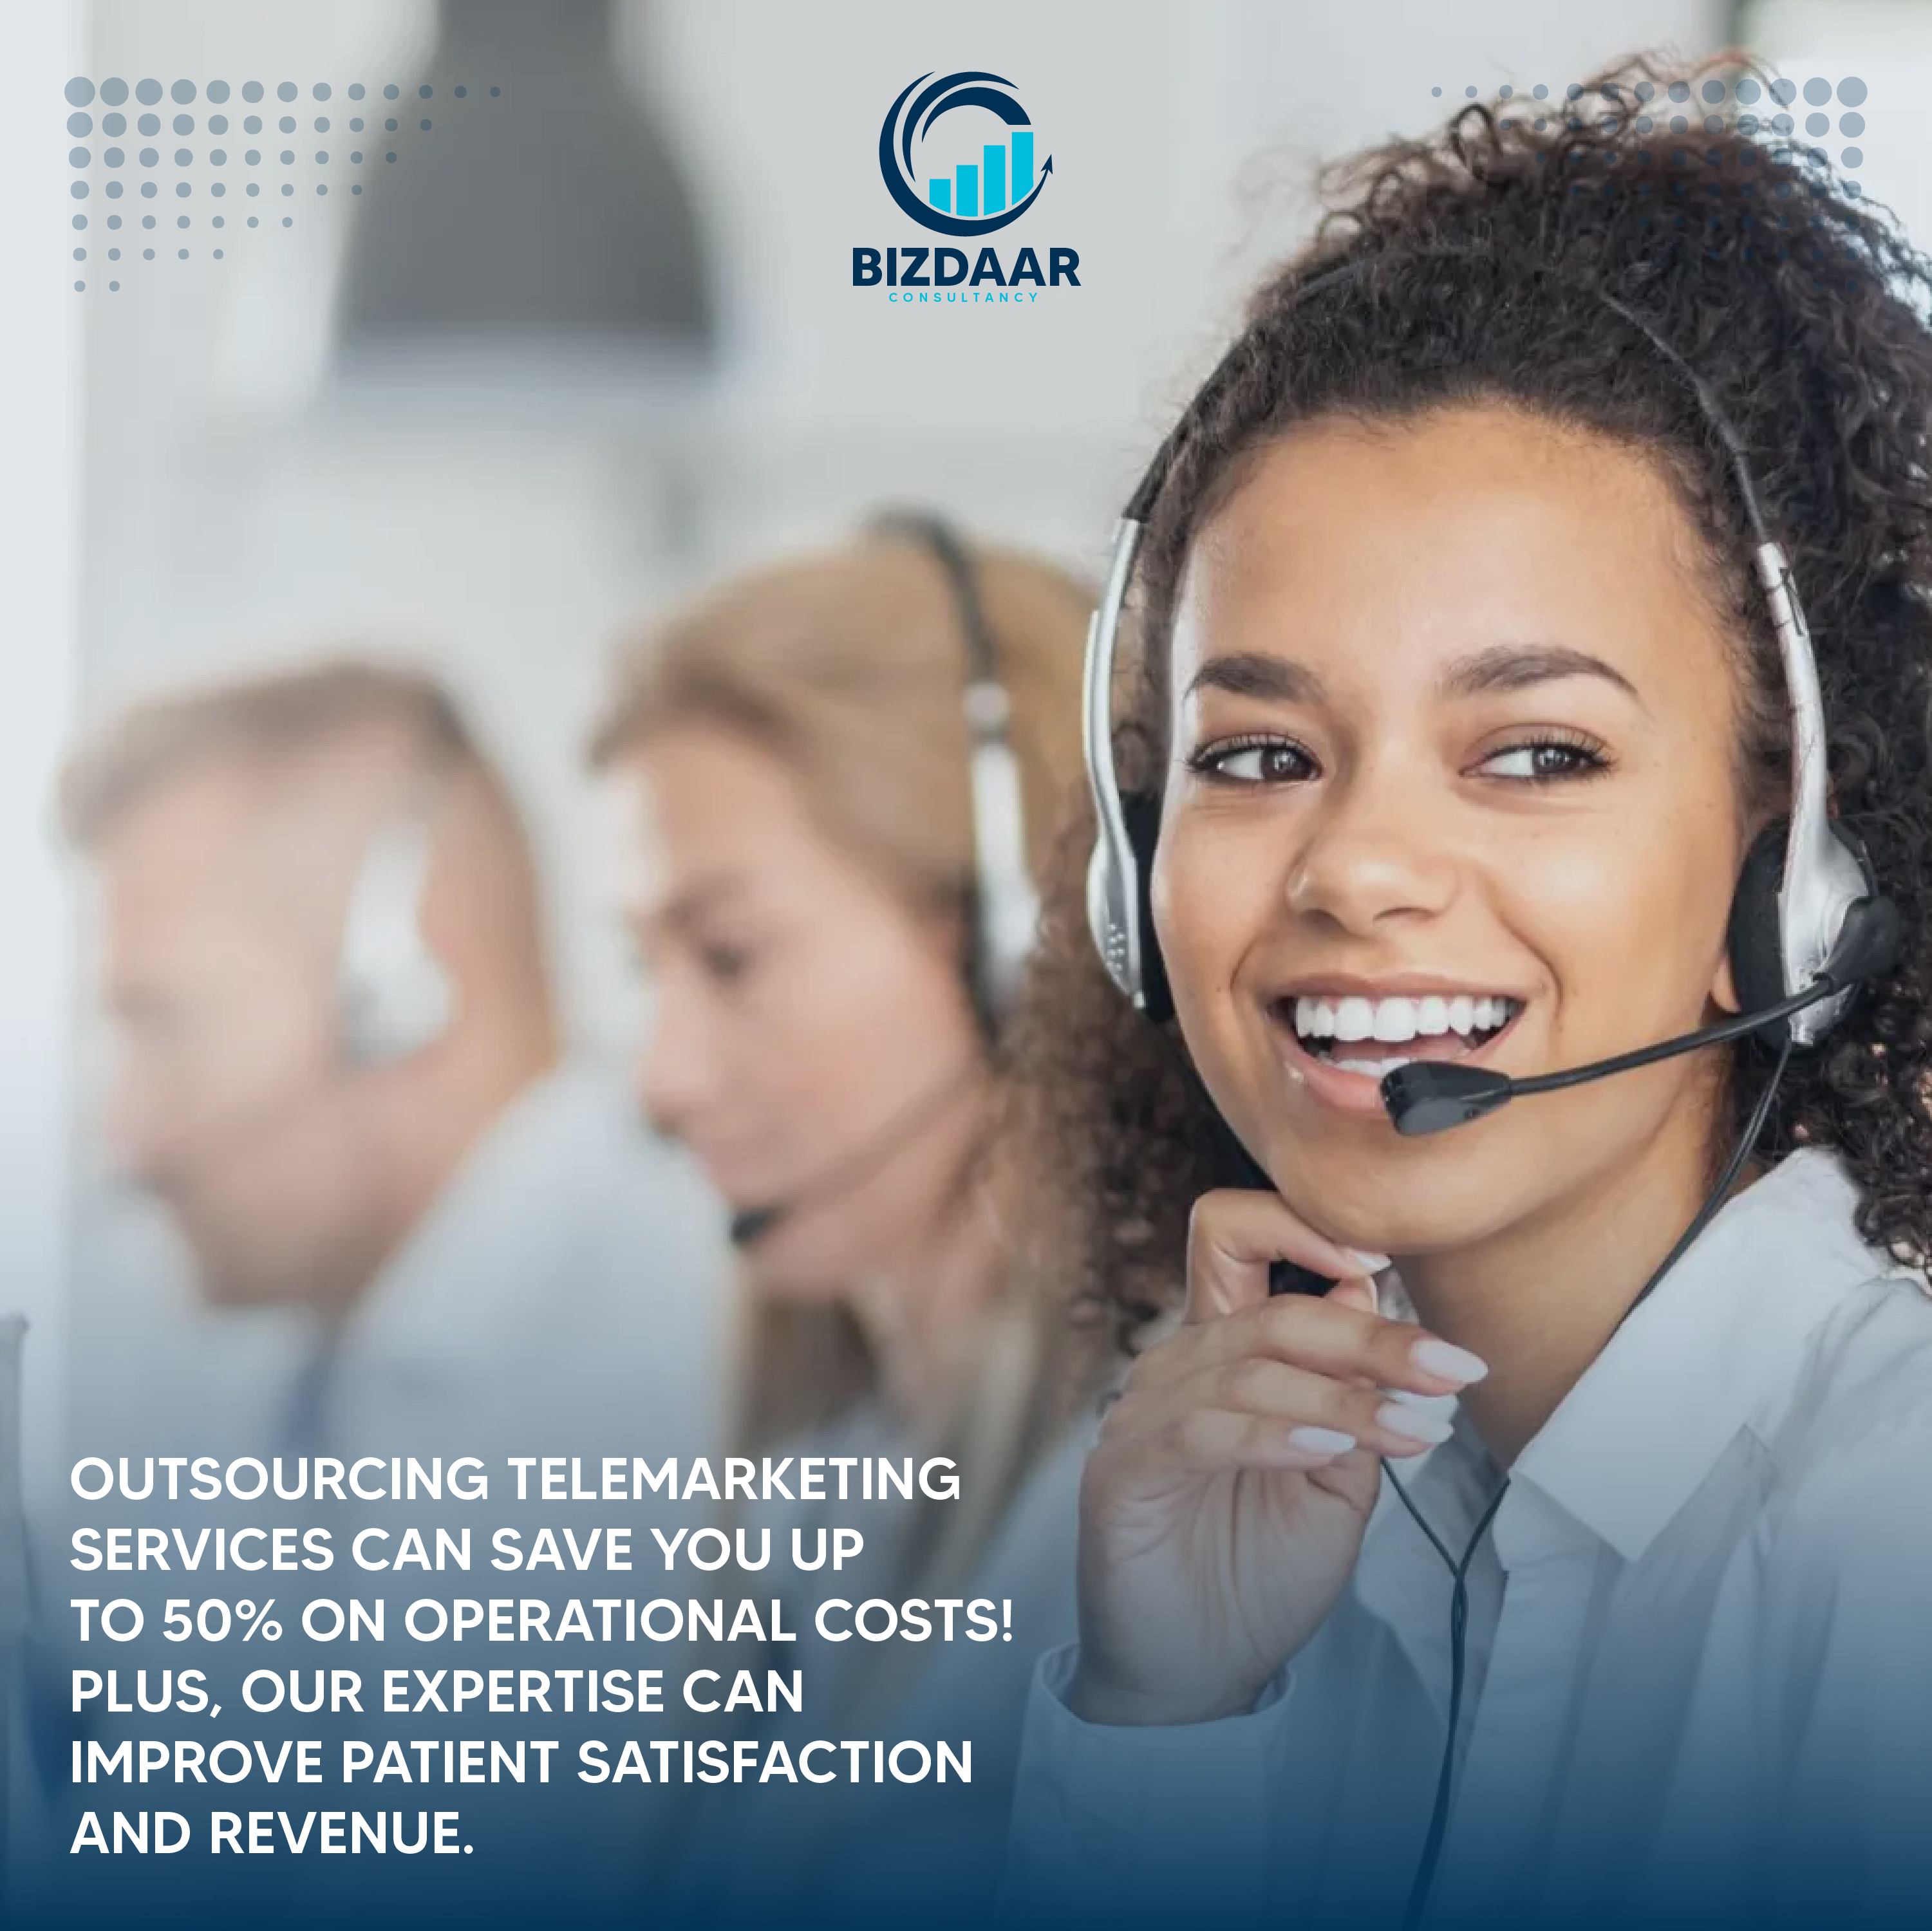 BIZDAAR
CONSULTANCY
OUTSOURCING TELEMARKETING
SERVICES CAN SAVE YOU UP
TO 50% ON OPERATIONAL COSTS!
PLUS, OUR EXPERTISE CAN
IMPROVE PATIENT SATISFACTION
AND REVENUE.